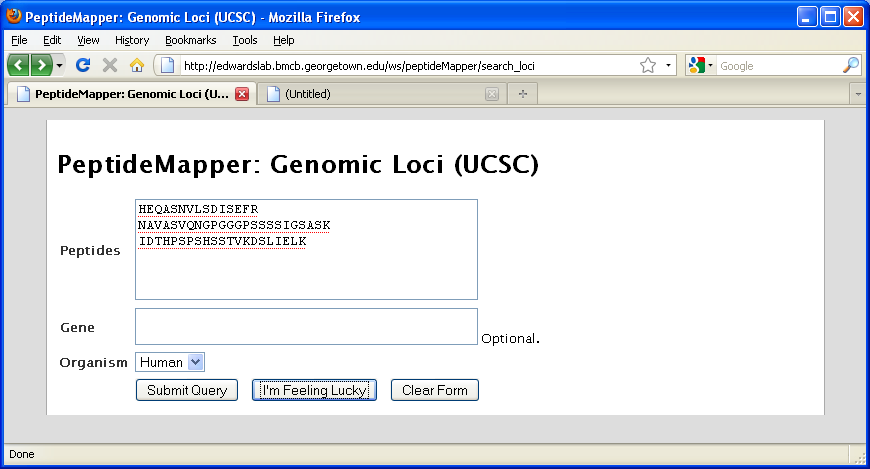 PeptideMapper: Genomic Loci (UCSC) - Mozilla Firefox
File Edit View History Bookmarks Tools Help
http://edwardslab.bmcb.georgetown.edu/ws/peptideMapper/search_loci Google
PeptideMapper: Genomic Loci (U... (Untitled)
PeptideMapper: Genomic Loci (UCSC)
HEQASNVLSDISEFR
NAVASVQNGPGGGPSSSSIGSASK
IDTHPSPSHSSTVKDSLIELK
Peptides
Gene
Optional.
Organism Human
Submit Query I'm Feeling Lucky Clear Form
Done